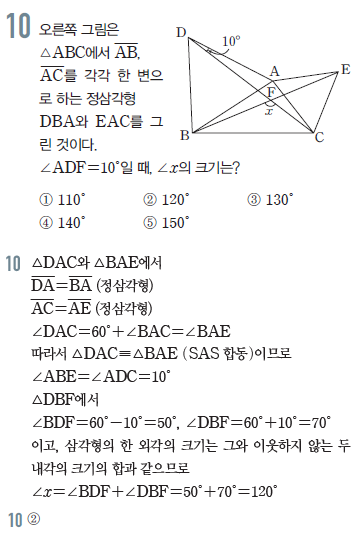 10 오른쪽 그림은
△ABC에서 AB,
AC를 각각 한 변으
로 하는 정삼각형
DBA와 EAC를 그
린 것이다.
∠ADF=10°일 때, ∠x의 크기는?
D
10°
A
E
F
x
B
C
① 110° ② 120° ③ 130°
④ 140° ⑤ 150°
10 △DAC와 △BAE에서
DA=BA (정삼각형)
AC=AE (정삼각형)
∠DAC=60°+∠BAC=∠BAE
따라서 △DAC≡△BAE (SAS 합동)이므로
∠ABE=∠ADC=10°
△DBF에서
∠BDF=60°-10°=50°, ∠DBF=60°+10°=70°
이고, 삼각형의 한 외각의 크기는 그와 이웃하지 않는 두
내각의 크기의 합과 같으므로
∠x=∠BDF+∠DBF=50°+70°=120°
10 ②